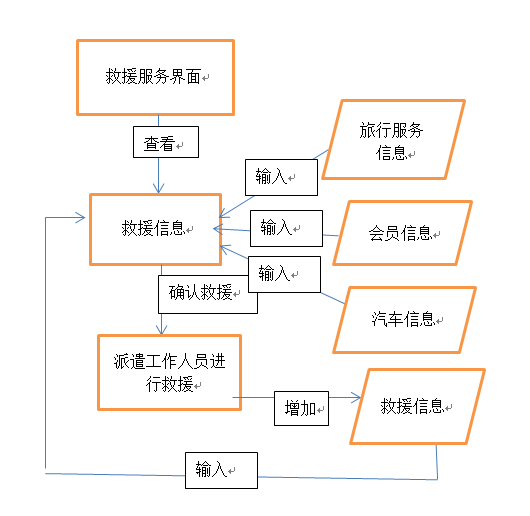 救援服务界面
查看
旅行服务
信息
输入
救援信息
输入
会员信息
输入
确认救援
汽车信息
派遣工作人员进
行救援
增加
救援信息
输入